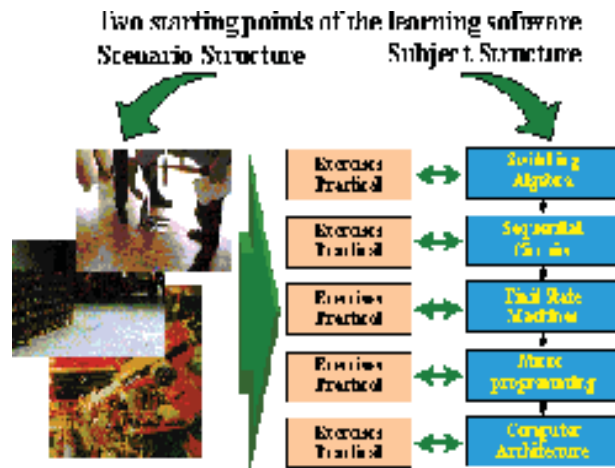 Two starting points of the learning software
Scenario Structure
Subject Structure
Exercises
Practical
Switching
Algebra
Exercises
Practical
Sequential
Circuits
Exercises
Practical
Final State
Machines
Exercises
Practical
Micro
programming
Exercises
Practical
Computer
Architecture